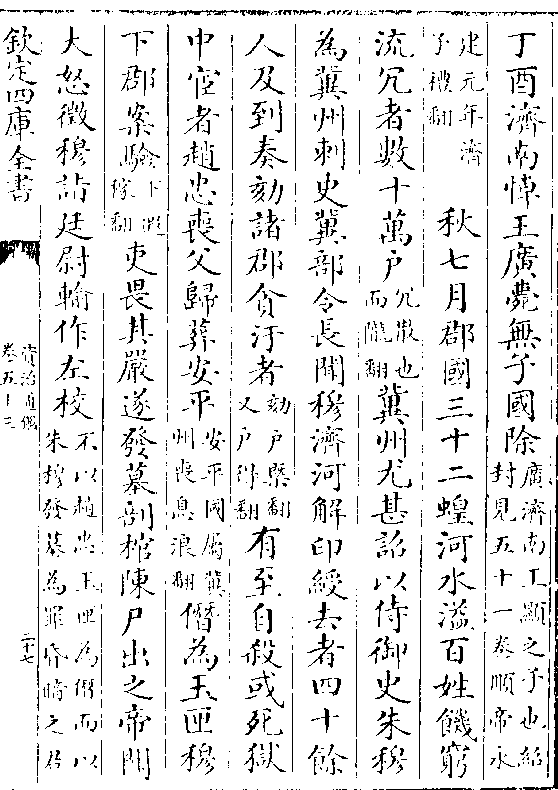 丁酉濟南悼王廣薨無子國除廣濟南王顯之子也紹封見五十一卷順帝永
建元年濟子禮翻　秋七月郡國三十二蝗河水溢百姓饑窮
流宂者數十萬戶宂散也而隴翻冀州尤甚詔以侍御史朱穆
為冀州刺史冀部令長聞穆濟河解印綬去者四十餘
人及到奏劾諸郡貪汙者劾戶槩翻又戶得翻有至自殺或死獄
中宦者趙忠喪父歸葬安平安平國屬冀州喪息浪翻僭為玉匣穆
下郡案驗下遐稼翻吏畏其嚴遂發墓剖棺陳尸出之帝聞
大怒徵穆詣廷尉輸作左校不以趙忠玉匣為僭而以朱穆發墓為罪昏暗之君
欽定四庫全書
資治通鑑
卷五十三
二十七